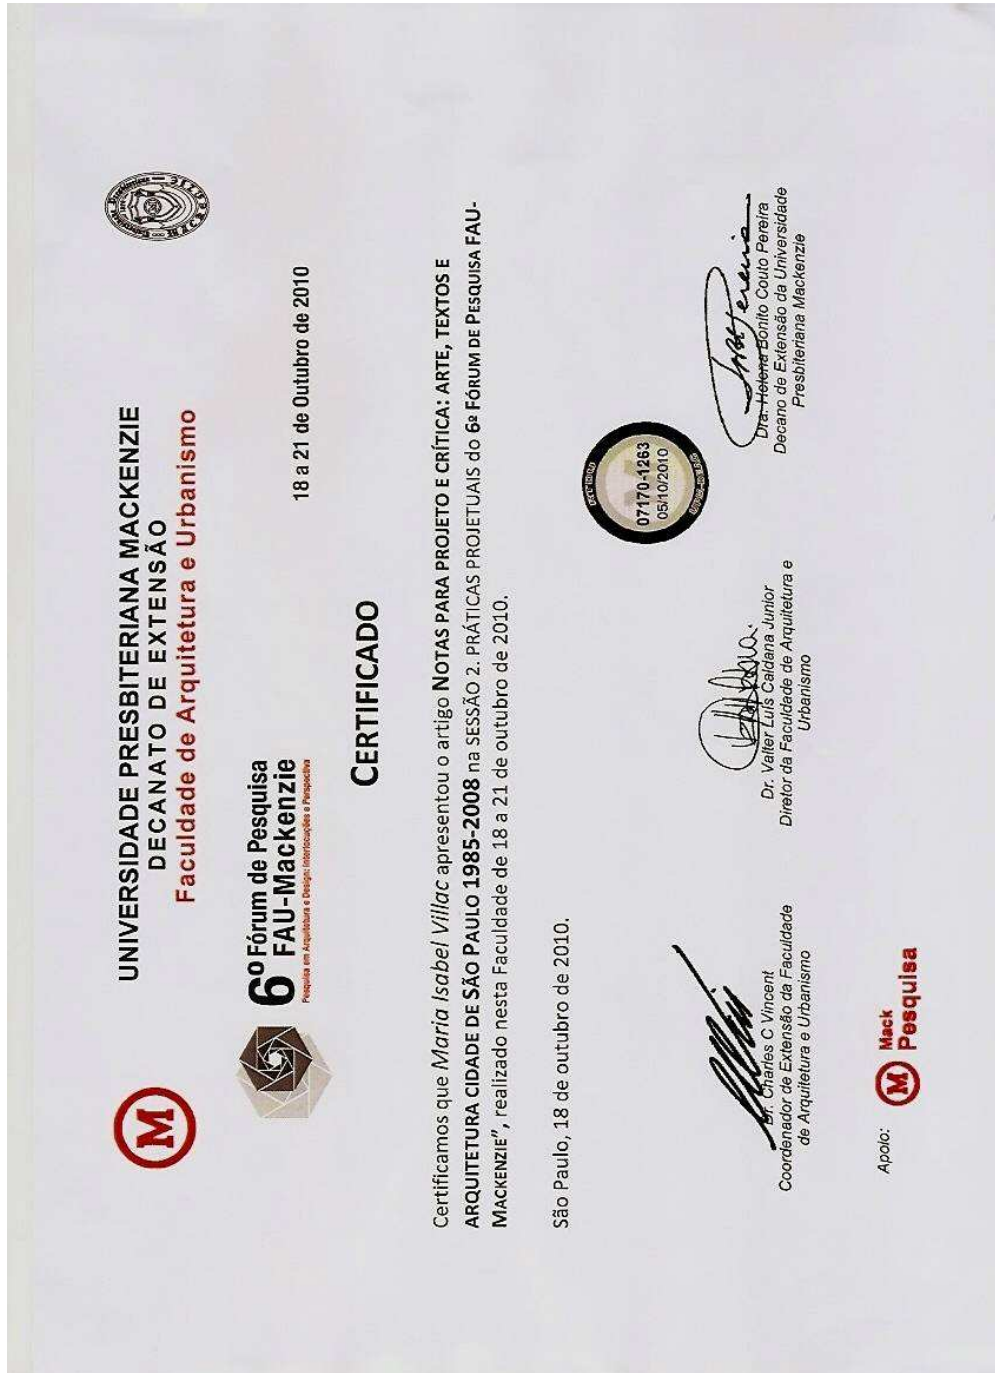 UNIVERSIDADE PRESBITERIANA MACKENZIE
DECANATO DE EXTENSÃO
Faculdade de Arquitetura e Urbanismo
M
6º Fórum de Pesquisa
FAU-Mackenzie
Pesquisa em Arquitetura e Design: Interlocuções e Perspectiva
18 a 21 de Outubro de 2010
CERTIFICADO
Certificamos que Maria Isabel Villac apresentou o artigo NOTAS PARA PROJETO E CRÍTICA: ARTE, TEXTOS E
ARQUITETURA CIDADE DE SÃO PAULO 1985-2008 na SESSÃO 2. PRÁTICAS PROJETUAIS do 6º FÓRUM DE PESQUISA FAU-
MACKENZIE”, realizado nesta Faculdade de 18 a 21 de outubro de 2010.
São Paulo, 18 de outubro de 2010.
07170-1263
05/10/2010
Dr. Charles C Vincent
Coordenador de Extensão da Faculdade
de Arquitetura e Urbanismo
Dr. Valter Luis Caldana Junior
Diretor da Faculdade de Arquitetura e
Urbanismo
Dra. Helena Bonito Couto Pereira
Decano de Extensão da Universidade
Presbiteriana Mackenzie
Apoio:
M
Mack
Pesquisa